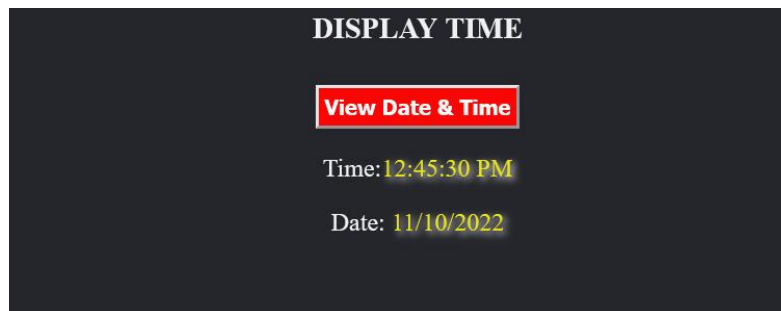 DISPLAY TIME
View Date & Time
Time:12:45:30 PM
Date: 11/10/2022